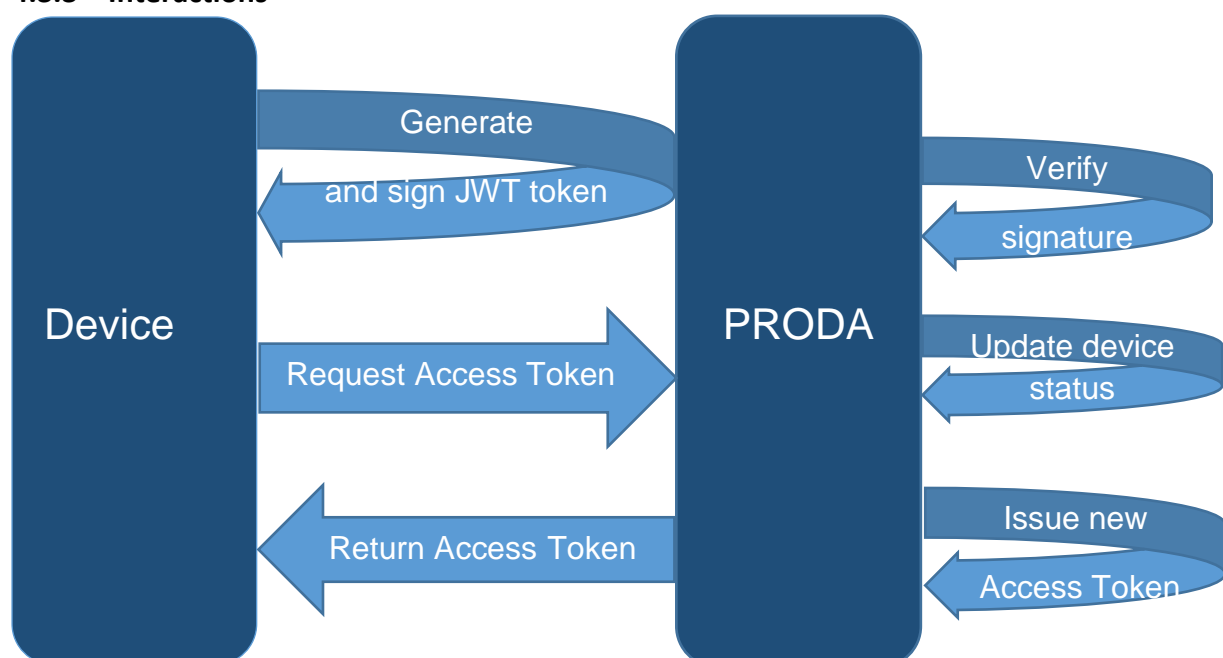 Interactions
Generate
and sign JWT token
Verify
signature
Device
PRODA
Request Access Token
Update device
status
Return Access Token
Issue new
Access Token